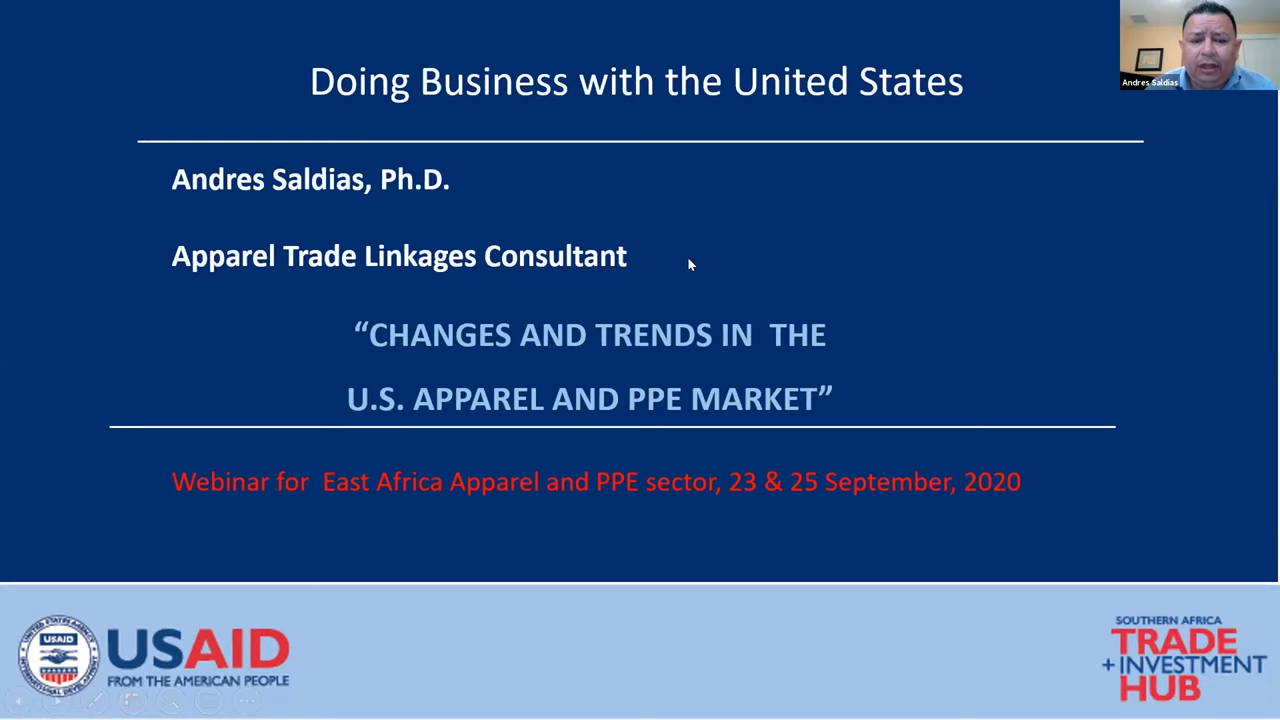 Doing Business with the United States
Andres Saldias
Andres Saldias, Ph.D.
Apparel Trade Linkages Consultant
“CHANGES AND TRENDS IN THE
U.S. APPAREL AND PPE MARKET”
Webinar for East Africa Apparel and PPE sector, 23 & 25 September, 2020
USAID
USAID
FROM THE AMERICAN PEOPLE
SOUTHERN AFRICA
TRADE
+INVESTMENT
HUB